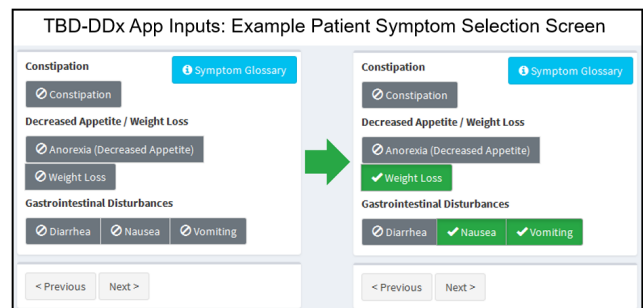 TBD-DDx App Inputs: Example Patient Symptom Selection Screen
Constipation
Symptom Glossary
Constipation
Decreased Appetite / Weight Loss
Anorexia (Decreased Appetite)
Weight Loss
Gastrointestinal Disturbances
Diarrhea Nausea Vomiting
< Previous Next >
Constipation
Symptom Glossary
Constipation
Decreased Appetite / Weight Loss
Anorexia (Decreased Appetite)
Weight Loss
Gastrointestinal Disturbances
Diarrhea Nausea Vomiting
< Previous Next >